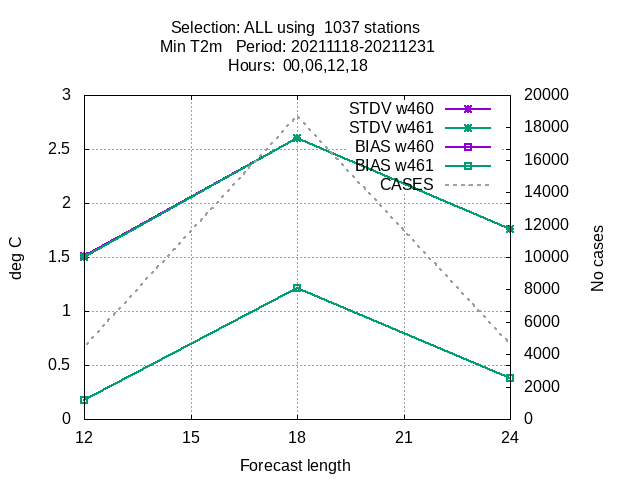 Selection: ALL using  1037 stations
Min T2m   Period: 20211118-20211231
Hours:  00,06,12,18
3
2.5
2
1.5
1
0.5
0
deg C
STDV w460
STDV w461
BIAS w460
BIAS w461
CASES
20000
18000
16000
14000
12000
10000
8000
6000
4000
2000
0
No cases
12
15
18
21
24
Forecast length